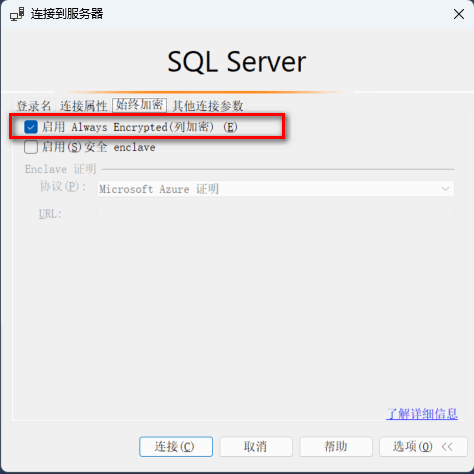 连接到服务器
SQL Server
登录名 连接属性 始终加密 其他连接参数
启用 Always Encrypted(列加密) (E)
启用(S)安全 enclave
Enclave 证明
协议(P): Microsoft Azure 证明
URL:
了解详细信息
连接(C) 取消 帮助 选项(O) <<